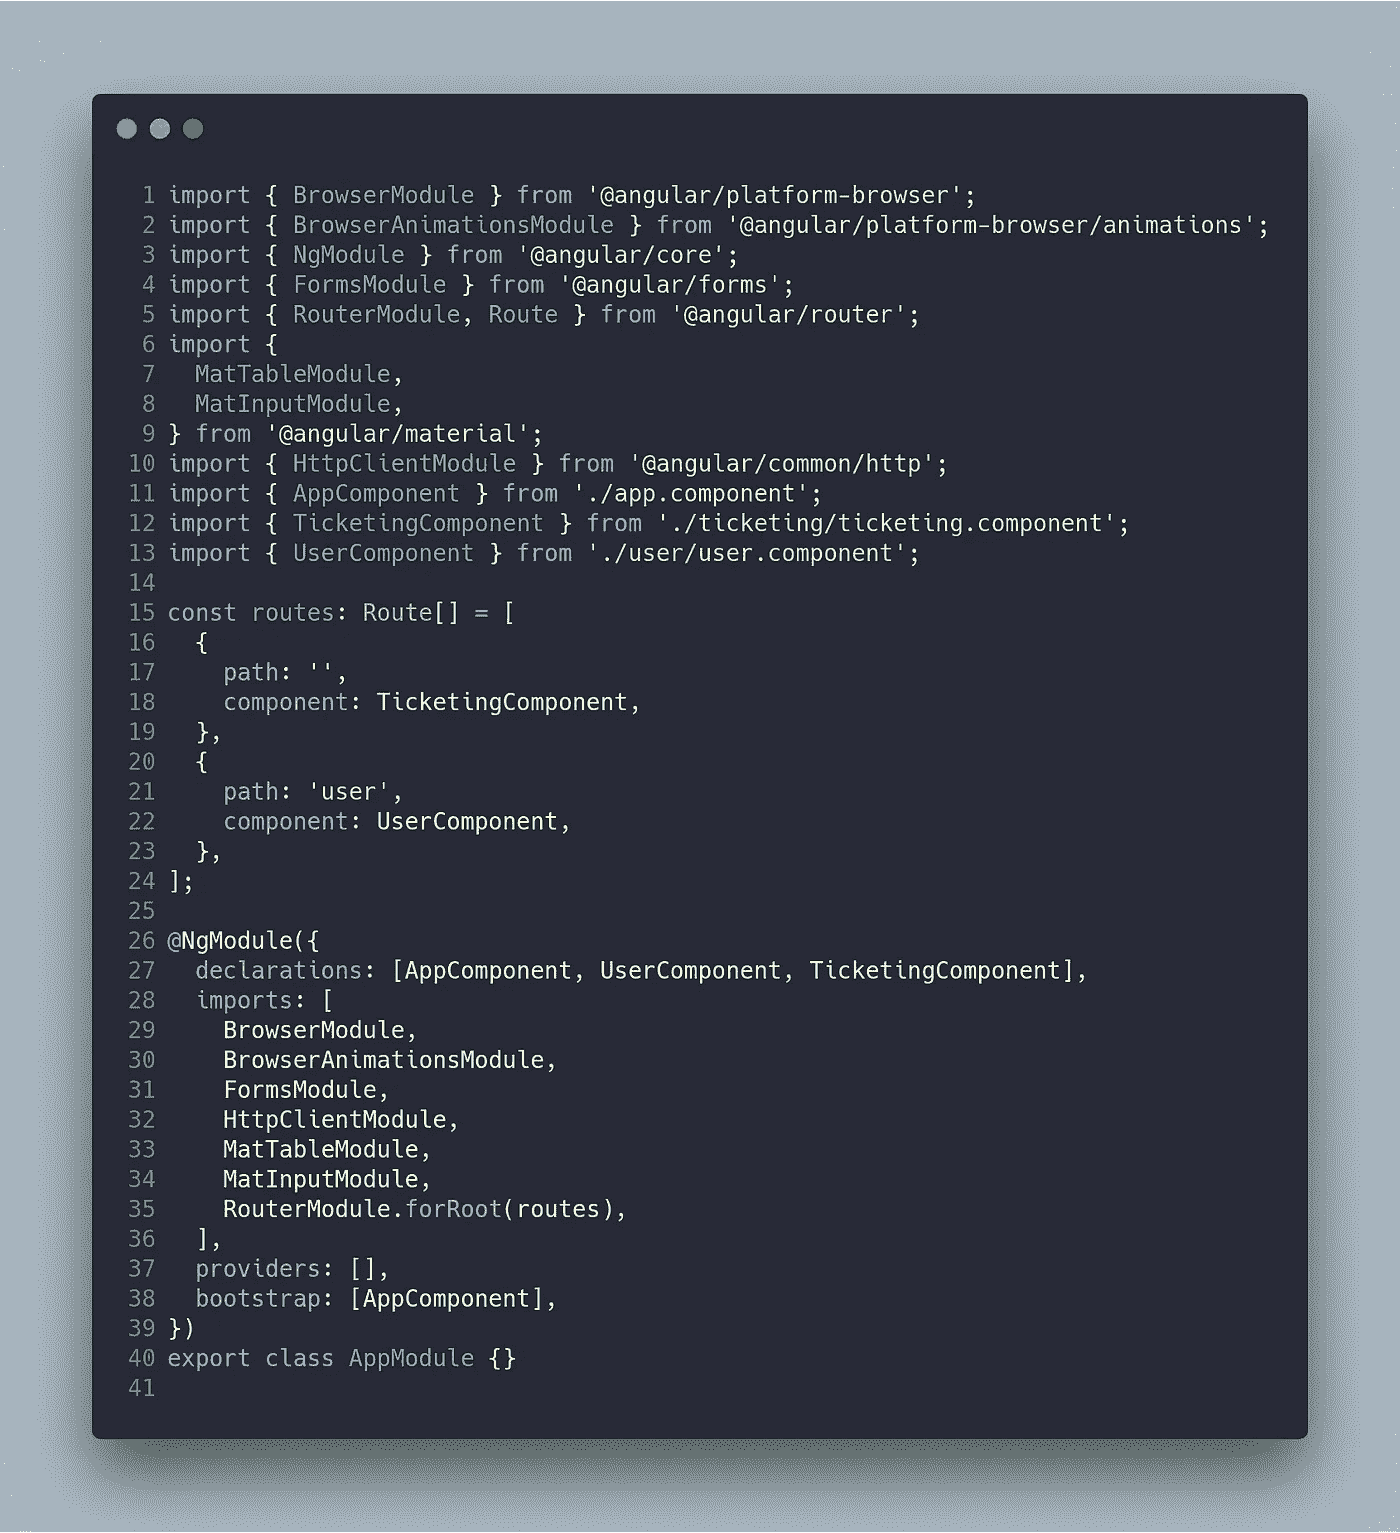 1 import { BrowserModule } from '@angular/platform-browser';
2 import { BrowserAnimationsModule } from '@angular/platform-browser/animations';
3 import { NgModule } from '@angular/core';
4 import { FormsModule } from '@angular/forms';
5 import { RouterModule, Route } from '@angular/router';
6 import {
7   MatTableModule,
8   MatInputModule,
9 } from '@angular/material';
10 import { HttpClientModule } from '@angular/common/http';
11 import { AppComponent } from './app.component';
12 import { TicketingComponent } from './ticketing/ticketing.component';
13 import { UserComponent } from './user/user.component';
14
15 const routes: Route[] = [
16   {
17     path: '',
18     component: TicketingComponent,
19   },
20   {
21     path: 'user',
22     component: UserComponent,
23   },
24 ];
25
26 @NgModule({
27   declarations: [AppComponent, UserComponent, TicketingComponent],
28   imports: [
29     BrowserModule,
30     BrowserAnimationsModule,
31     FormsModule,
32     HttpClientModule,
33     MatTableModule,
34     MatInputModule,
35     RouterModule.forRoot(routes),
36   ],
37   providers: [],
38   bootstrap: [AppComponent],
39 })
40 export class AppModule {}
41